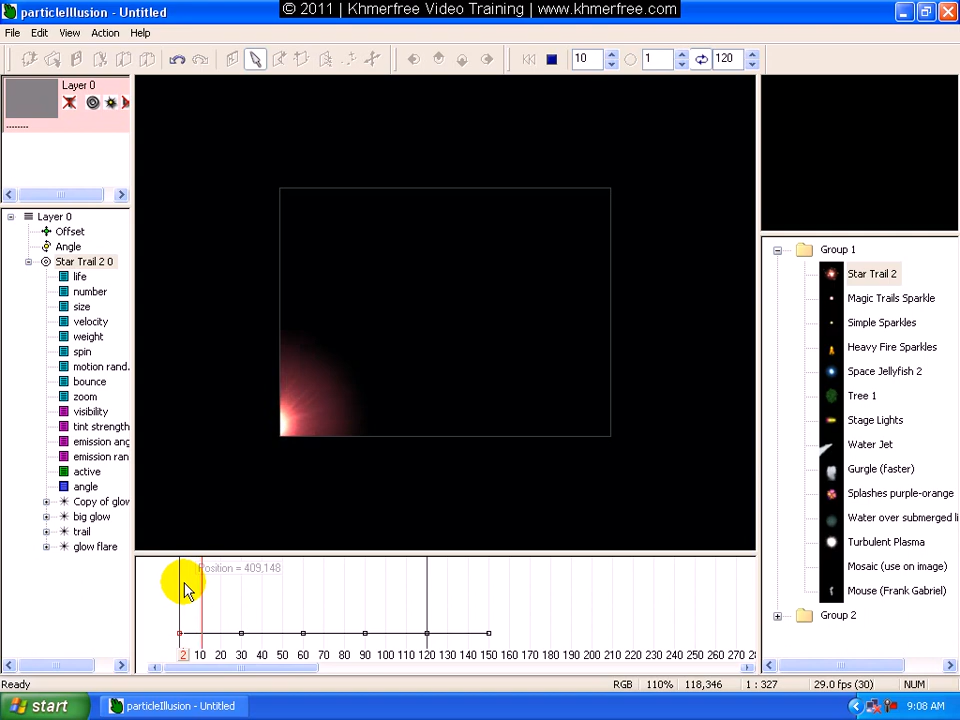 particleIllusion - Untitled
© 2011 | Khmerfree Video Training | www.khmerfree.com
File Edit View Action Help
10 1 120
Layer 0
--------
Layer 0
Offset
Angle
Star Trail 2 0
life
number
size
velocity
weight
spin
motion rand.
bounce
zoom
visibility
tint strength
emission ang
emission ran
active
angle
Copy of glow
big glow
trail
glow flare
Position = 409,148
2 10 20 30 40 50 60 70 80 90 100 110 120 130 140 150 160 170 180 190 200 210 220 230 240 250 260 270 2
Group 1
Star Trail 2
Magic Trails Sparkle
Simple Sparkles
Heavy Fire Sparkles
Space Jellyfish 2
Tree 1
Stage Lights
Water Jet
Gurgle (faster)
Splashes purple-orange
Water over submerged li
Turbulent Plasma
Mosaic (use on image)
Mouse (Frank Gabriel)
Group 2
Ready RGB 110% 118,346 1 : 327 29.0 fps (30) NUM
start particleIllusion - Untitled 9:08 AM